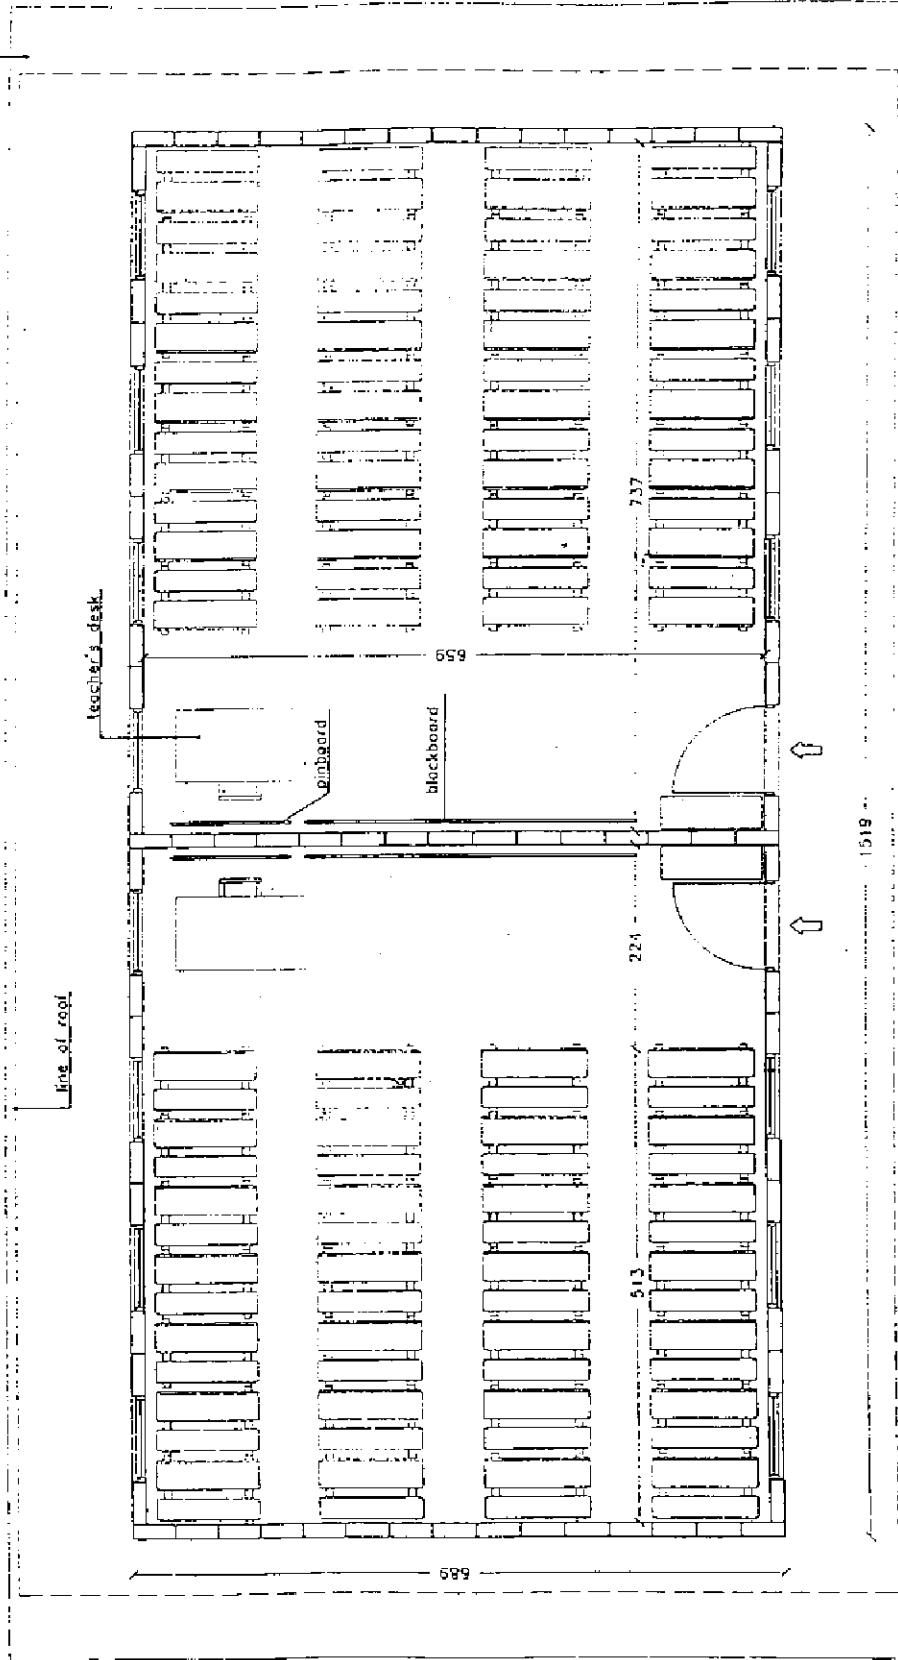 teacher's desk
pinboard
blackboard
line of roof
737
659
224
513
1519
689